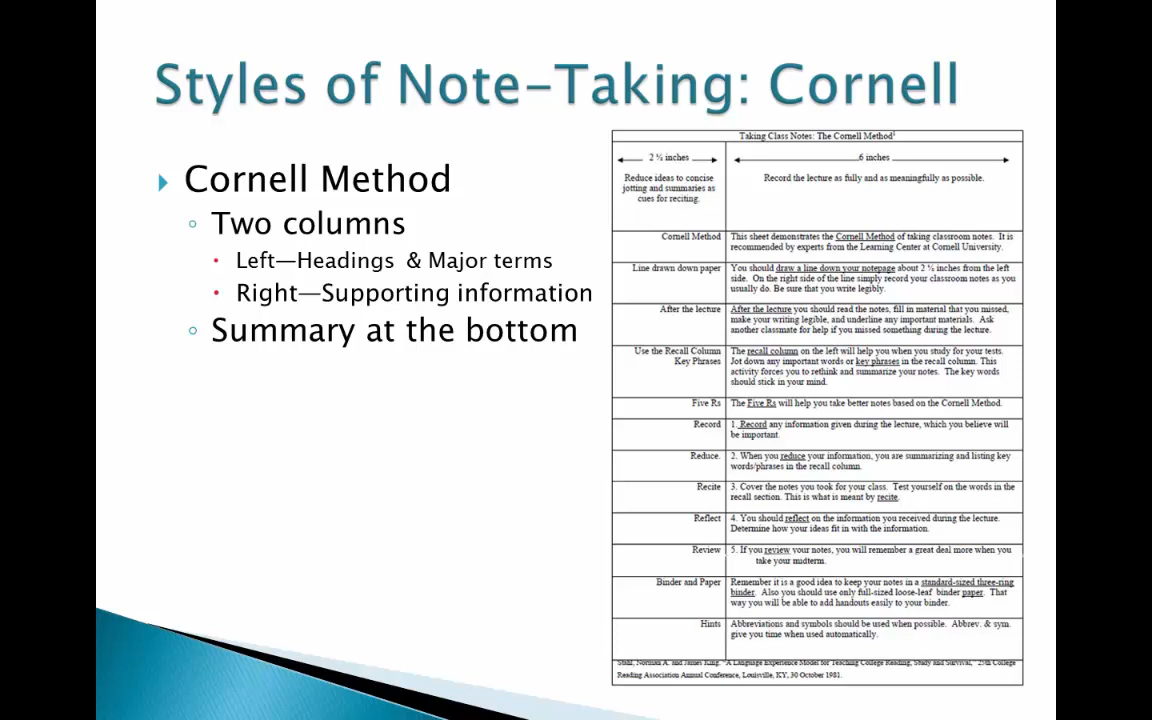 Styles of Note-Taking: Cornell
Cornell Method
Two columns
Left—Headings & Major terms
Right—Supporting information
Summary at the bottom
Taking Class Notes: The Cornell Method¹
2 ½ inches
6 inches
Reduce ideas to concise
jotting and summaries as
cues for reciting.
Record the lecture as fully and as meaningfully as possible.
Cornell Method
This sheet demonstrates the Cornell Method of taking classroom notes. It is
recommended by experts from the Learning Center at Cornell University.
Line drawn down paper
You should draw a line down your notepage about 2 ½ inches from the left
side. On the right side of the line simply record your classroom notes as you
usually do. Be sure that you write legibly.
After the lecture
After the lecture you should read the notes, fill in material that you missed,
make your writing legible, and underline any important materials. Ask
another classmate for help if you missed something during the lecture.
Use the Recall Column
Key Phrases
The recall column on the left will help you when you study for your tests.
Jot down any important words or key phrases in the recall column. This
activity forces you to rethink and summarize your notes. The key words
should stick in your mind.
Five Rs
The Five Rs will help you take better notes based on the Cornell Method.
Record
1. Record any information given during the lecture, which you believe will
be important.
Reduce.
2. When you reduce your information, you are summarizing and listing key
words/phrases in the recall column.
Recite
3. Cover the notes you took for your class. Test yourself on the words in the
recall section. This is what is meant by recite.
Reflect
4. You should reflect on the information you received during the lecture.
Determine how your ideas fit in with the information.
Review
5. If you review your notes, you will remember a great deal more when you
take your midterm.
Binder and Paper
Remember it is a good idea to keep your notes in a standard-sized three-ring
binder. Also you should use only full-sized loose-leaf binder paper. That
way you will be able to add handouts easily to your binder.
Hints
Abbreviations and symbols should be used when possible. Abbrev. & sym.
give you time when used automatically.
Stahl, Norman A. and James King. "A Language Experience Model for Teaching College Reading, Study and Survival," 25th College
Reading Association Annual Conference, Louisville, KY, 30 October 1981.